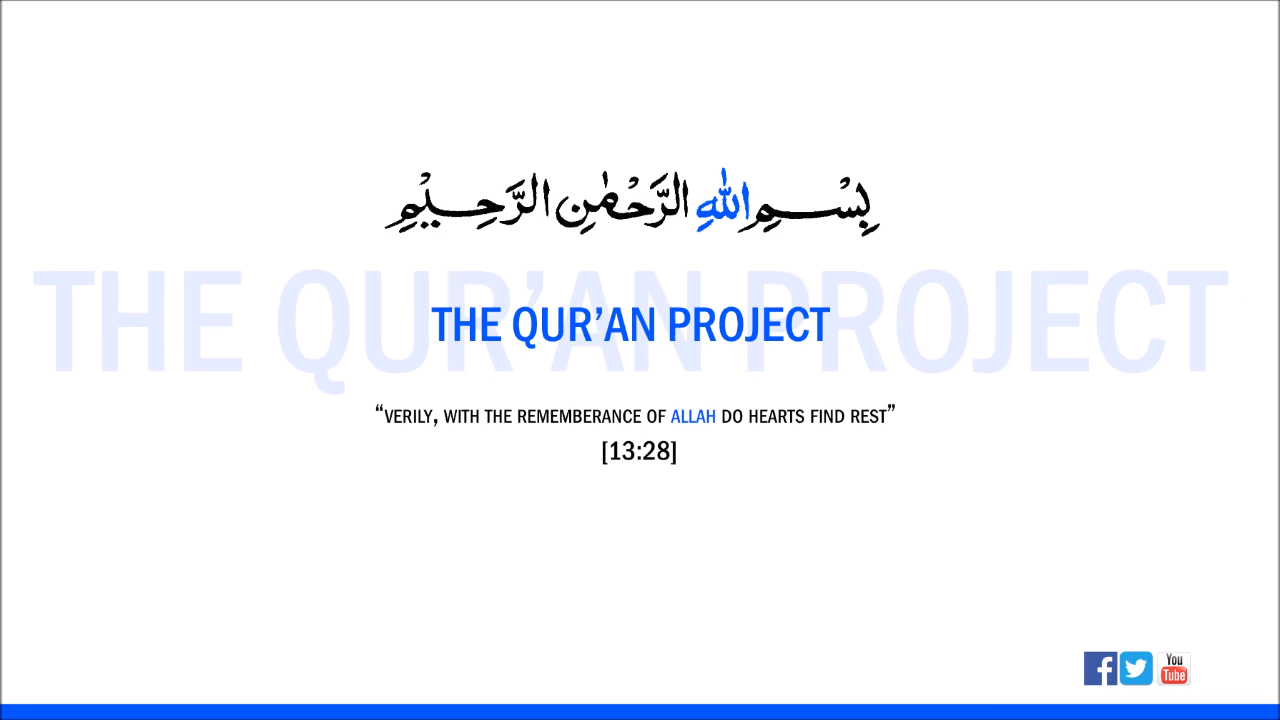 بِسْمِ اللهِ الرَّحْمٰنِ الرَّحِيْمِ
THE QUR’AN PROJECT
THE QUR’AN PROJECT
“VERILY, WITH THE REMEMBERANCE OF ALLAH DO HEARTS FIND REST”
[13:28]
You
Tube